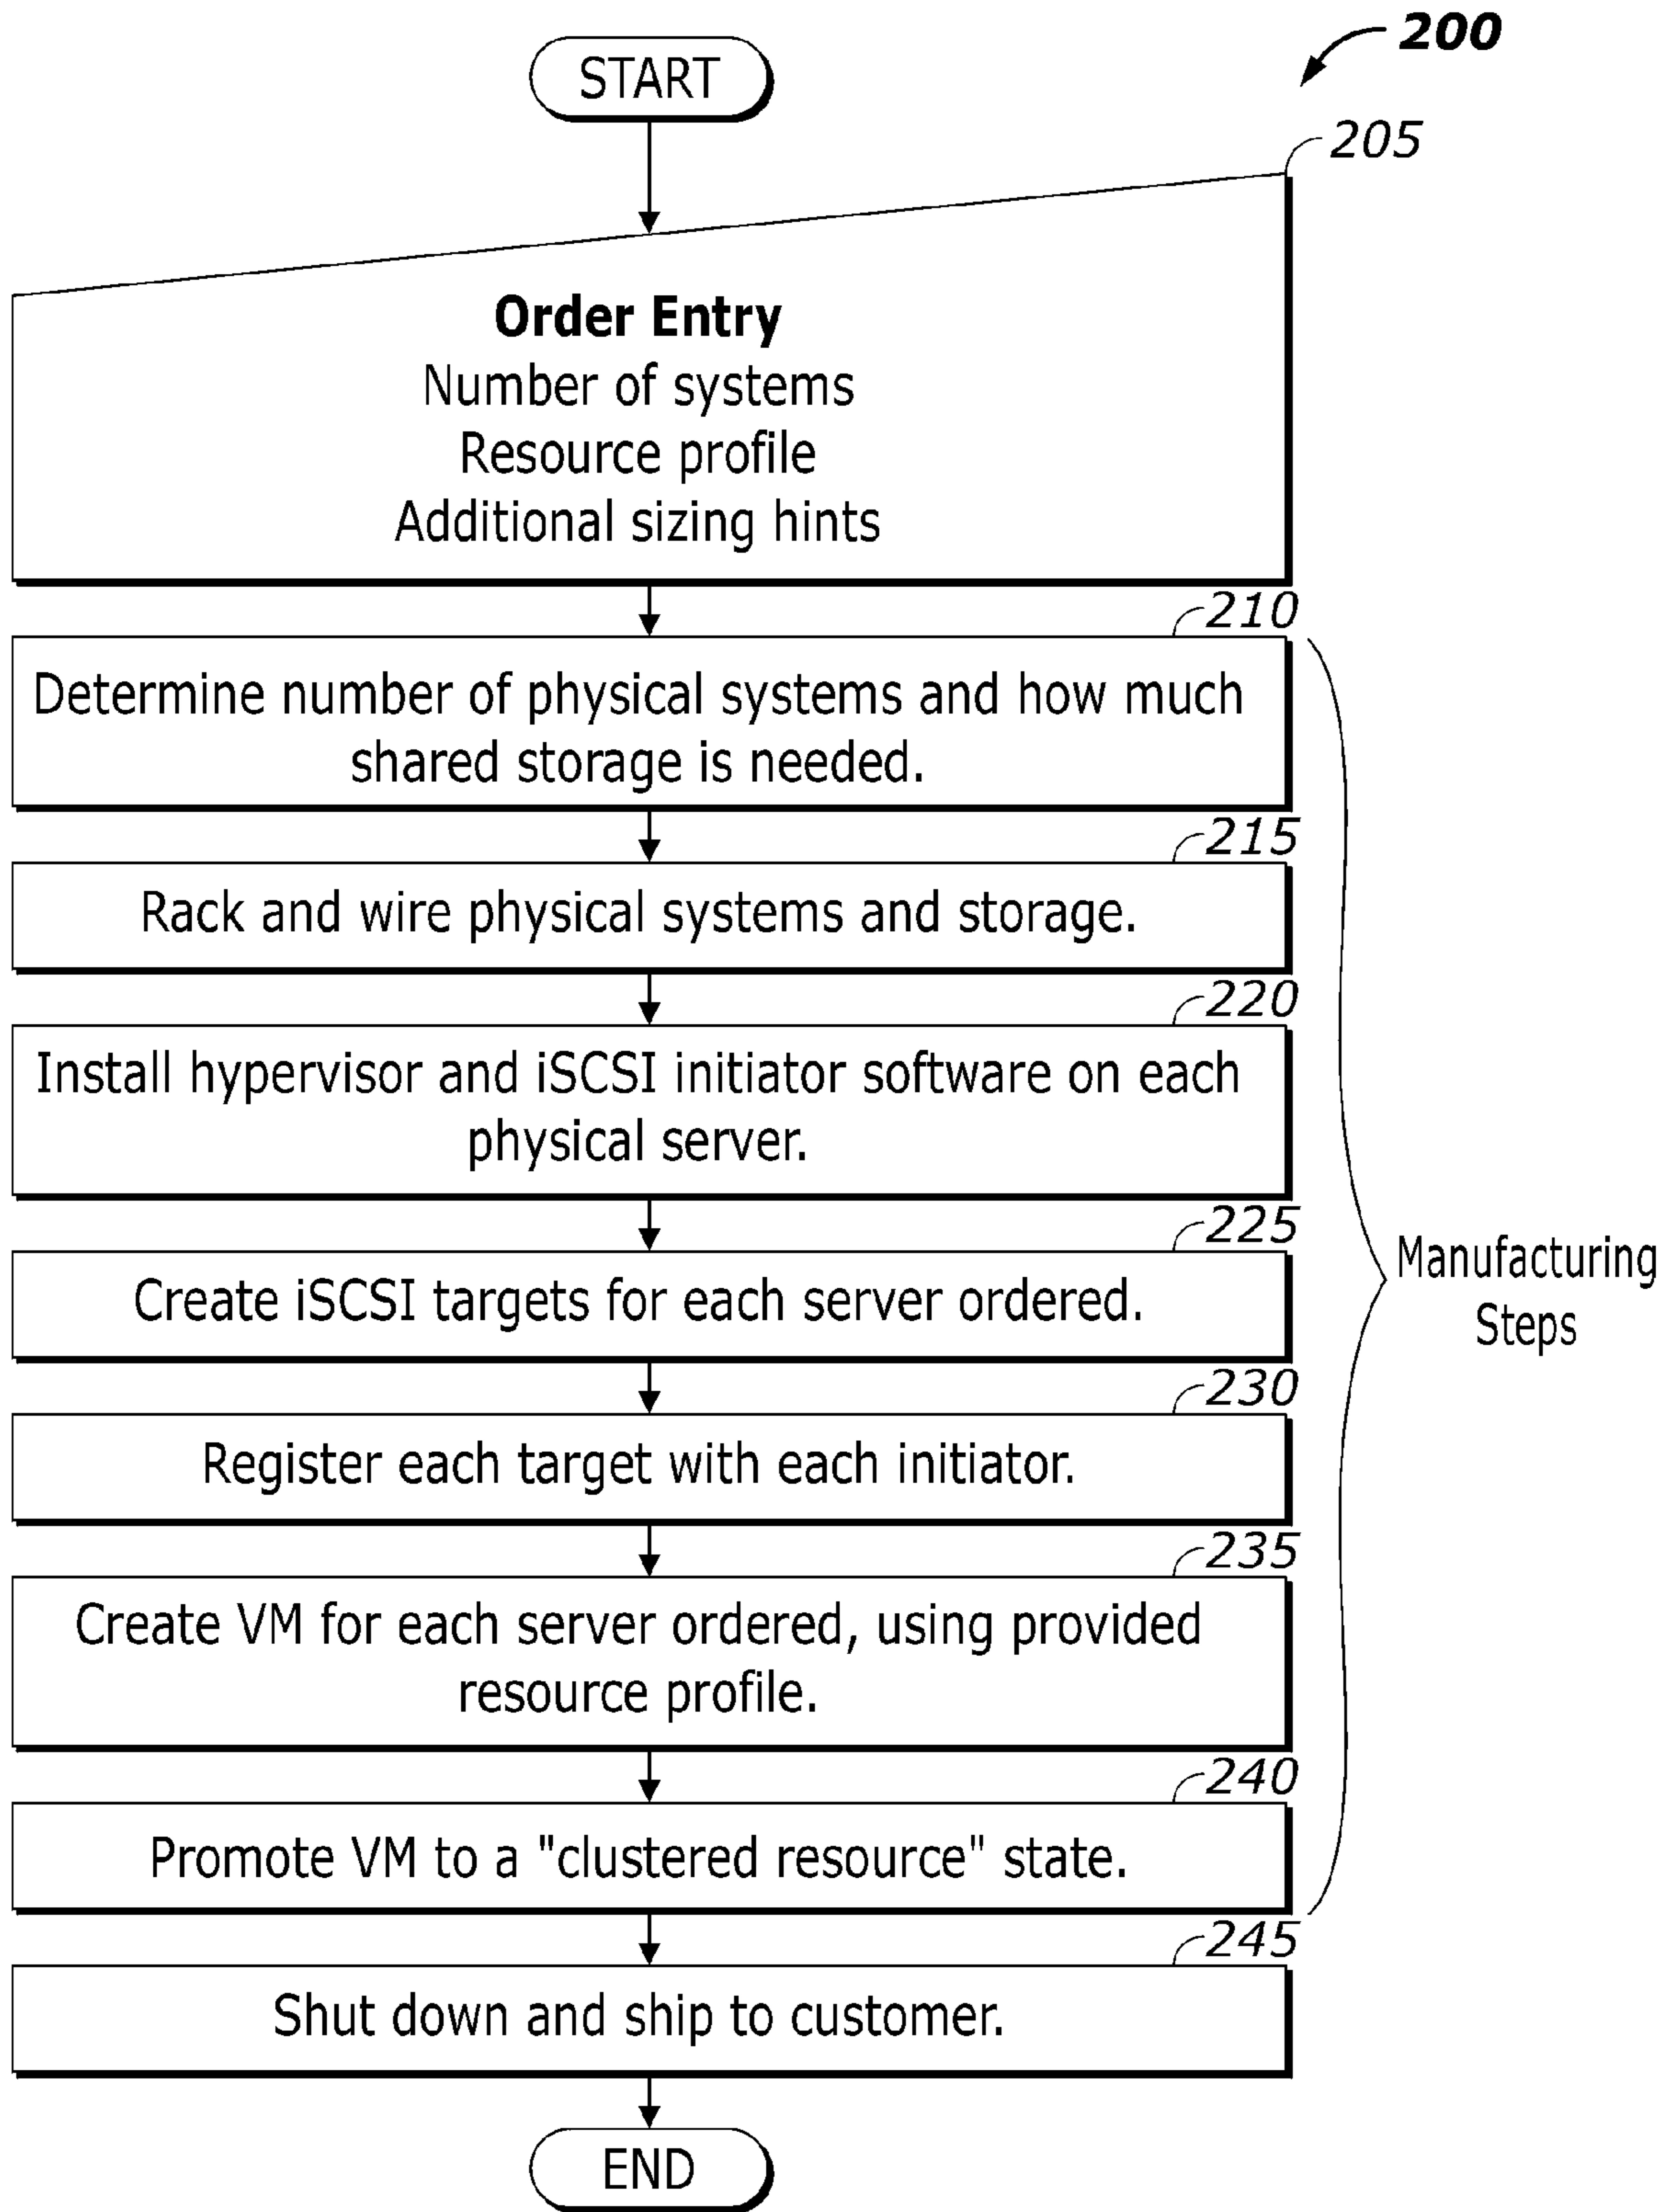 200
START
205
Order Entry
Number of systems
Resource profile
Additional sizing hints
210
Determine number of physical systems and how much
shared storage is needed.
215
Rack and wire physical systems and storage.
220
Install hypervisor and iSCSI initiator software on each
physical server.
225
Create iSCSI targets for each server ordered.
Manufacturing
Steps
230
Register each target with each initiator.
235
Create VM for each server ordered, using provided
resource profile.
240
Promote VM to a "clustered resource" state.
245
Shut down and ship to customer.
END